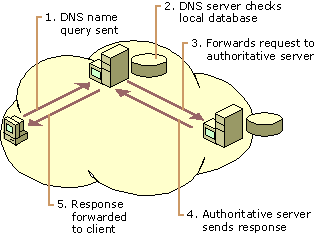 1. DNS name
query sent
2. DNS server checks
local database
3. Forwards request to
authoritative server
4. Authoritative server
sends response
5. Response
forwarded
to client